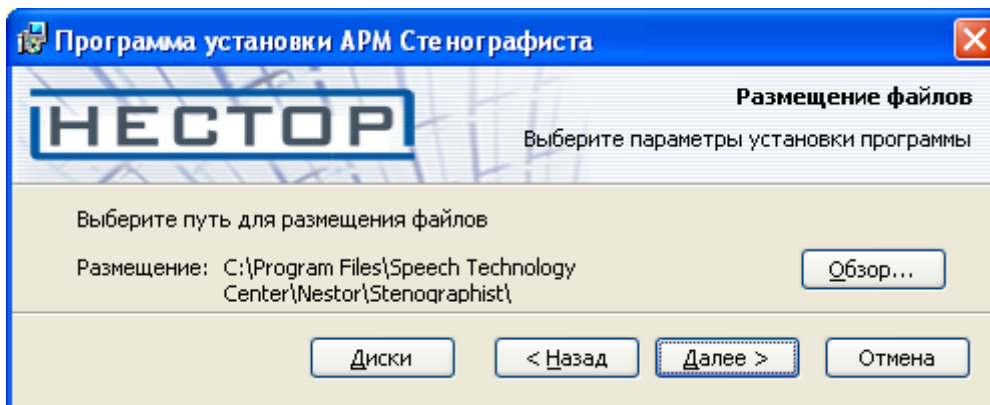 Программа установки АРМ Стенографиста
НЕСТОР
Размещение файлов
Выберите параметры установки программы
Выберите путь для размещения файлов
Размещение: C:\Program Files\Speech Technology
Center\Nestor\Stenographist\
Обзор...
Диски < Назад Далее > Отмена